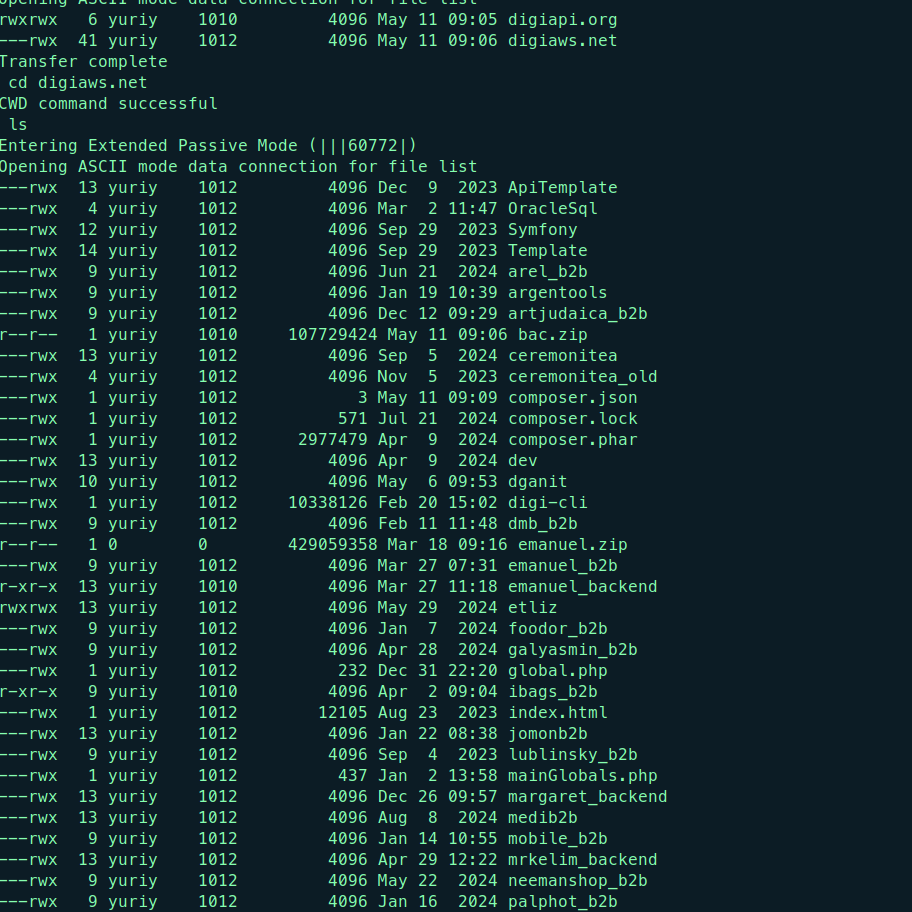 Opening ASCII mode data connection for file list
rwxrwx   6 yuriy    1010         4096 May 11 09:05 digiapi.org
---rwx  41 yuriy    1012         4096 May 11 09:06 digiaws.net
Transfer complete
cd digiaws.net
CWD command successful
ls
Entering Extended Passive Mode (|||60772|)
Opening ASCII mode data connection for file list
---rwx  13 yuriy    1012         4096 Dec  9  2023 ApiTemplate
---rwx   4 yuriy    1012         4096 Mar  2 11:47 OracleSql
---rwx  12 yuriy    1012         4096 Sep 29  2023 Symfony
---rwx  14 yuriy    1012         4096 Sep 29  2023 Template
---rwx   9 yuriy    1012         4096 Jun 21  2024 arel_b2b
---rwx   9 yuriy    1012         4096 Jan 19 10:39 argentools
---rwx   9 yuriy    1012         4096 Dec 12 09:29 artjudaica_b2b
r--r--   1 yuriy    1010     107729424 May 11 09:06 bac.zip
---rwx  13 yuriy    1012         4096 Sep  5  2024 ceremonitea
---rwx   4 yuriy    1012         4096 Nov  5  2023 ceremonitea_old
---rwx   1 yuriy    1012            3 May 11 09:09 composer.json
---rwx   1 yuriy    1012          571 Jul 21  2024 composer.lock
---rwx   1 yuriy    1012      2977479 Apr  9  2024 composer.phar
---rwx  13 yuriy    1012         4096 Apr  9  2024 dev
---rwx  10 yuriy    1012         4096 May  6 09:53 dganit
---rwx   1 yuriy    1012     10338126 Feb 20 15:02 digi-cli
---rwx   9 yuriy    1012         4096 Feb 11 11:48 dmb_b2b
r--r--   1 0        0        429059358 Mar 18 09:16 emanuel.zip
---rwx   9 yuriy    1012         4096 Mar 27 07:31 emanuel_b2b
r-xr-x  13 yuriy    1010         4096 Mar 27 11:18 emanuel_backend
rwxrwx  13 yuriy    1012         4096 May 29  2024 etliz
---rwx   9 yuriy    1012         4096 Jan  7  2024 foodor_b2b
---rwx   9 yuriy    1012         4096 Apr 28  2024 galyasmin_b2b
---rwx   1 yuriy    1012          232 Dec 31 22:20 global.php
r-xr-x   9 yuriy    1010         4096 Apr  2 09:04 ibags_b2b
---rwx   1 yuriy    1012        12105 Aug 23  2023 index.html
---rwx  13 yuriy    1012         4096 Jan 22 08:38 jomonb2b
---rwx   9 yuriy    1012         4096 Sep  4  2023 lublinsky_b2b
---rwx   1 yuriy    1012          437 Jan  2 13:58 mainGlobals.php
---rwx  13 yuriy    1012         4096 Dec 26 09:57 margaret_backend
---rwx  13 yuriy    1012         4096 Aug  8  2024 medib2b
---rwx   9 yuriy    1012         4096 Jan 14 10:55 mobile_b2b
---rwx  13 yuriy    1012         4096 Apr 29 12:22 mrkelim_backend
---rwx   9 yuriy    1012         4096 May 22  2024 neemanshop_b2b
---rwx   9 yuriy    1012         4096 Jan 16  2024 palphot_b2b